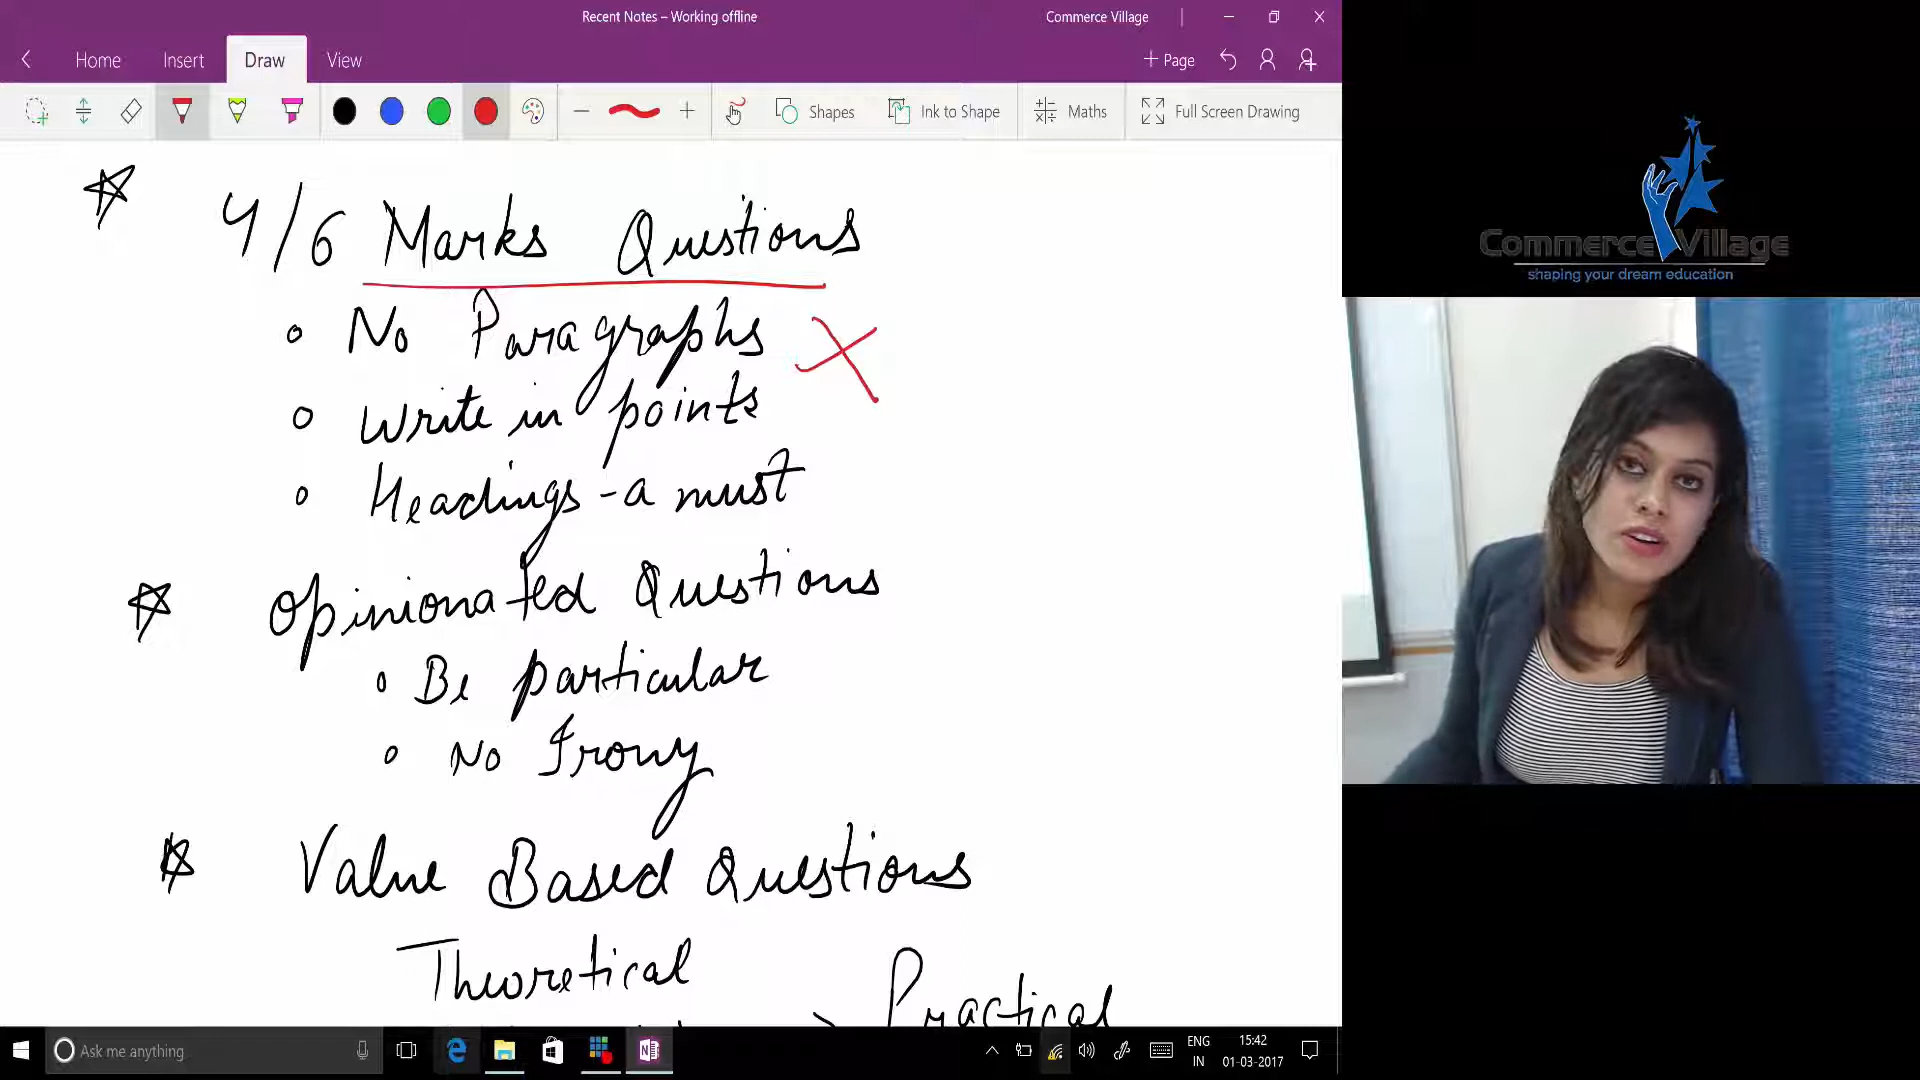 Recent Notes – Working offline
Commerce Village
Home Insert Draw View
Page
Shapes Ink to Shape Maths Full Screen Drawing
4/6 Marks Questions
No Paragraphs
Write in points
Headings - a must
Opinionated Questions
Be particular
No Irony
Value Based Questions
Theoretical
Practical
Commerce Village
shaping your dream education
Ask me anything
ENG
IN
15:42
01-03-2017